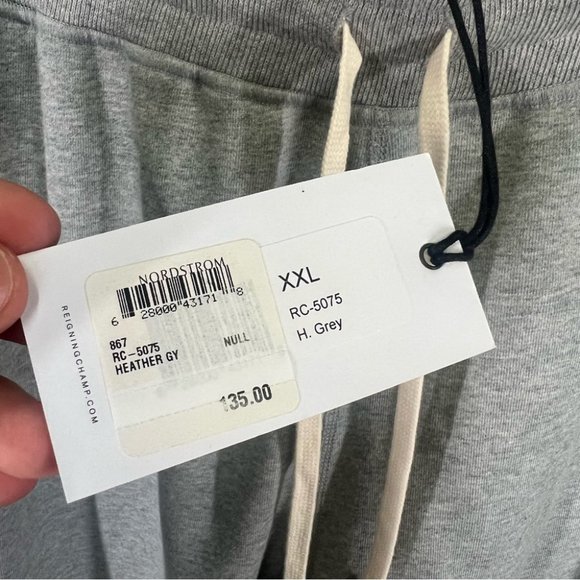 REIGNINGCHAMP.COM
NORDSTROM
6 28000 43171 8
867
RC-5075 NULL
HEATHER GY
135.00
XXL
RC-5075
H. Grey